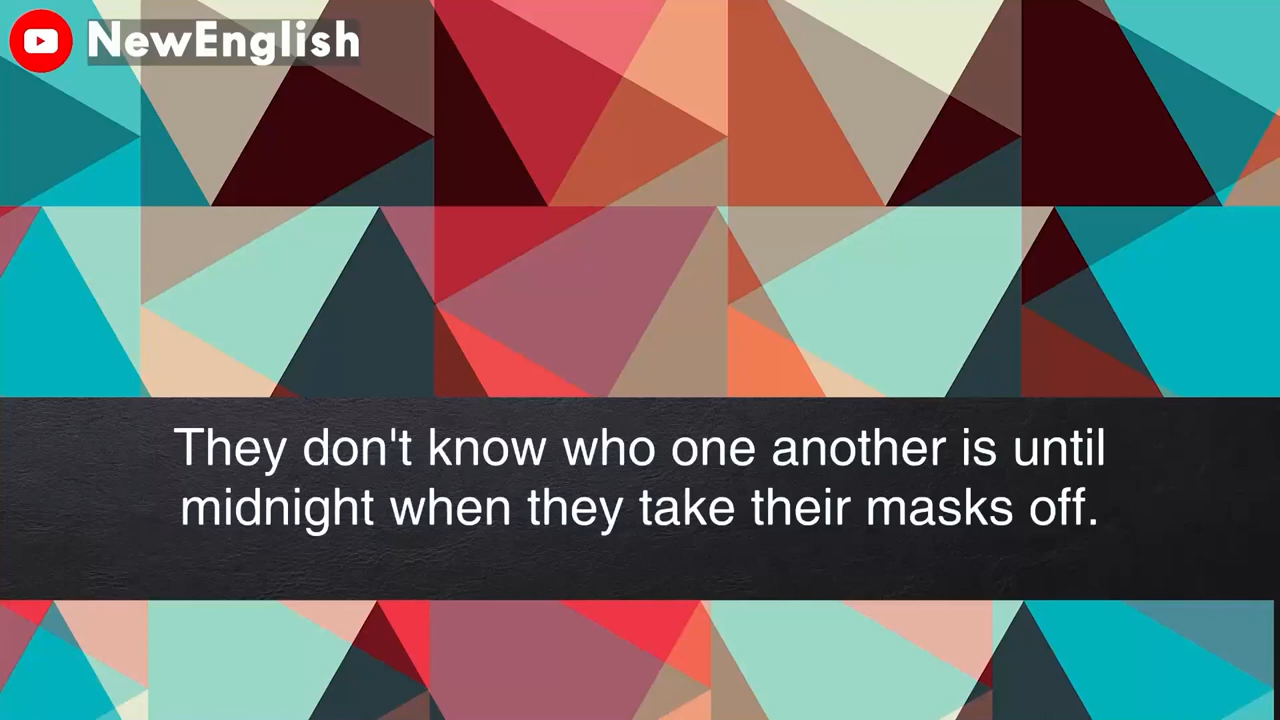 NewEnglish
They don't know who one another is until
midnight when they take their masks off.